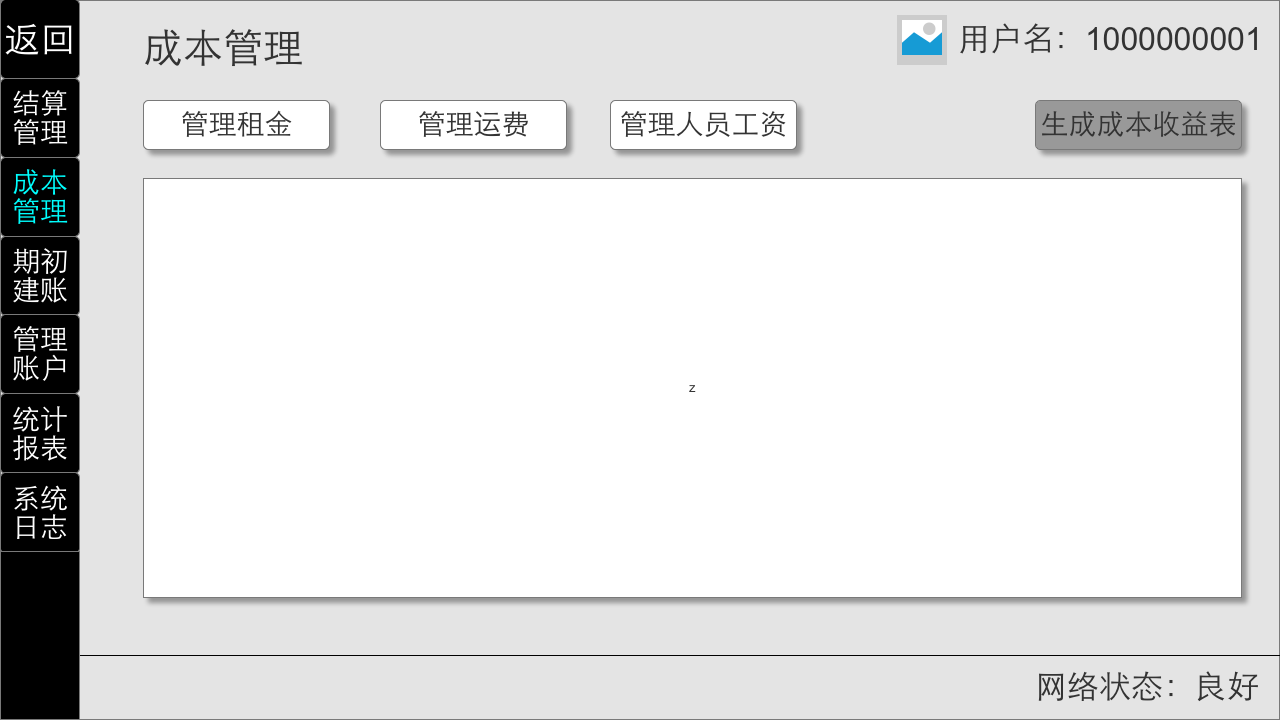 返回
结算
管理
成本
管理
期初
建账
管理
账户
统计
报表
系统
日志
成本管理
用户名：1000000001
管理租金
管理运费
管理人员工资
生成成本收益表
z
网络状态：良好